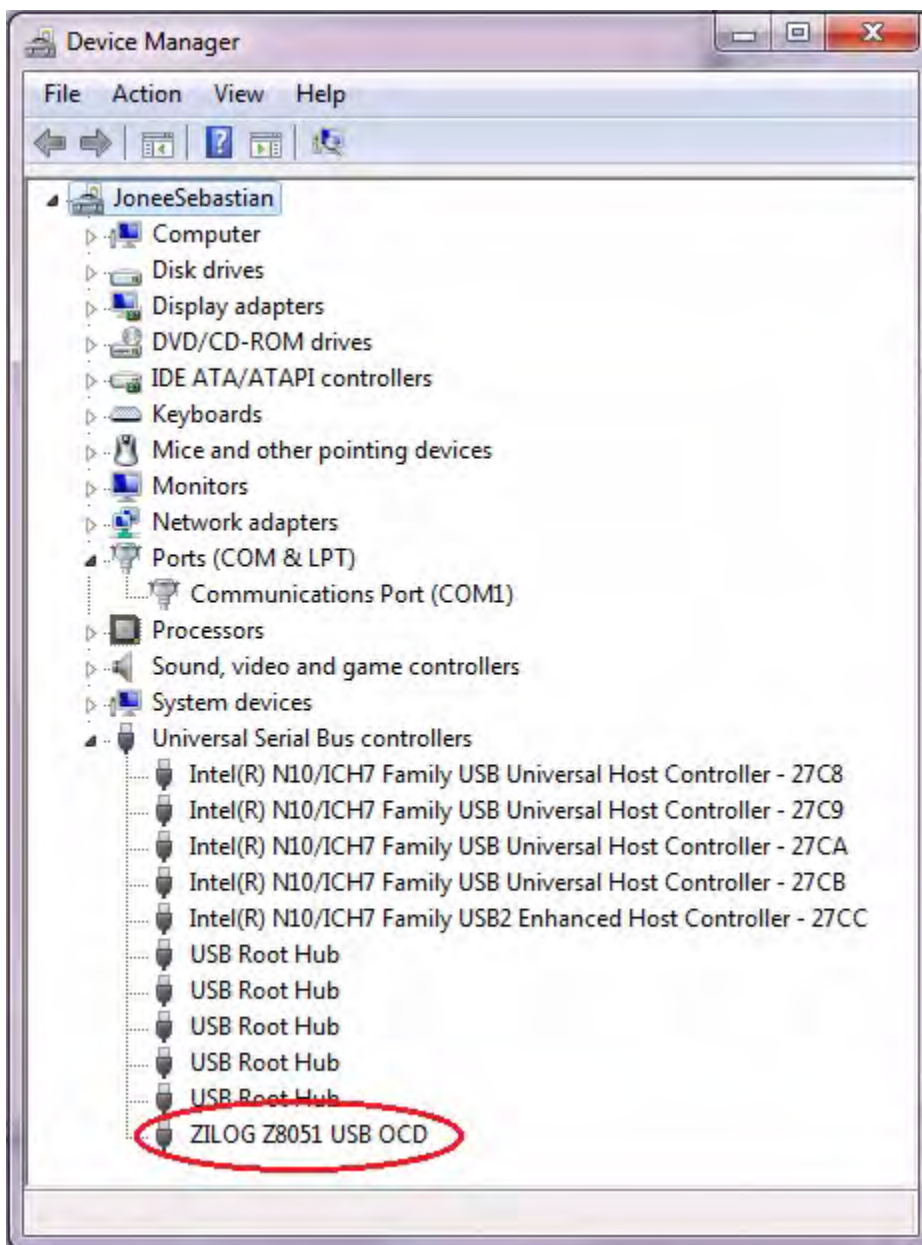 Device Manager
File Action View Help
JoneeSebastian
Computer
Disk drives
Display adapters
DVD/CD-ROM drives
IDE ATA/ATAPI controllers
Keyboards
Mice and other pointing devices
Monitors
Network adapters
Ports (COM & LPT)
Communications Port (COM1)
Processors
Sound, video and game controllers
System devices
Universal Serial Bus controllers
Intel(R) N10/ICH7 Family USB Universal Host Controller - 27C8
Intel(R) N10/ICH7 Family USB Universal Host Controller - 27C9
Intel(R) N10/ICH7 Family USB Universal Host Controller - 27CA
Intel(R) N10/ICH7 Family USB Universal Host Controller - 27CB
Intel(R) N10/ICH7 Family USB2 Enhanced Host Controller - 27CC
USB Root Hub
USB Root Hub
USB Root Hub
USB Root Hub
USB Root Hub
ZILOG Z8051 USB OCD